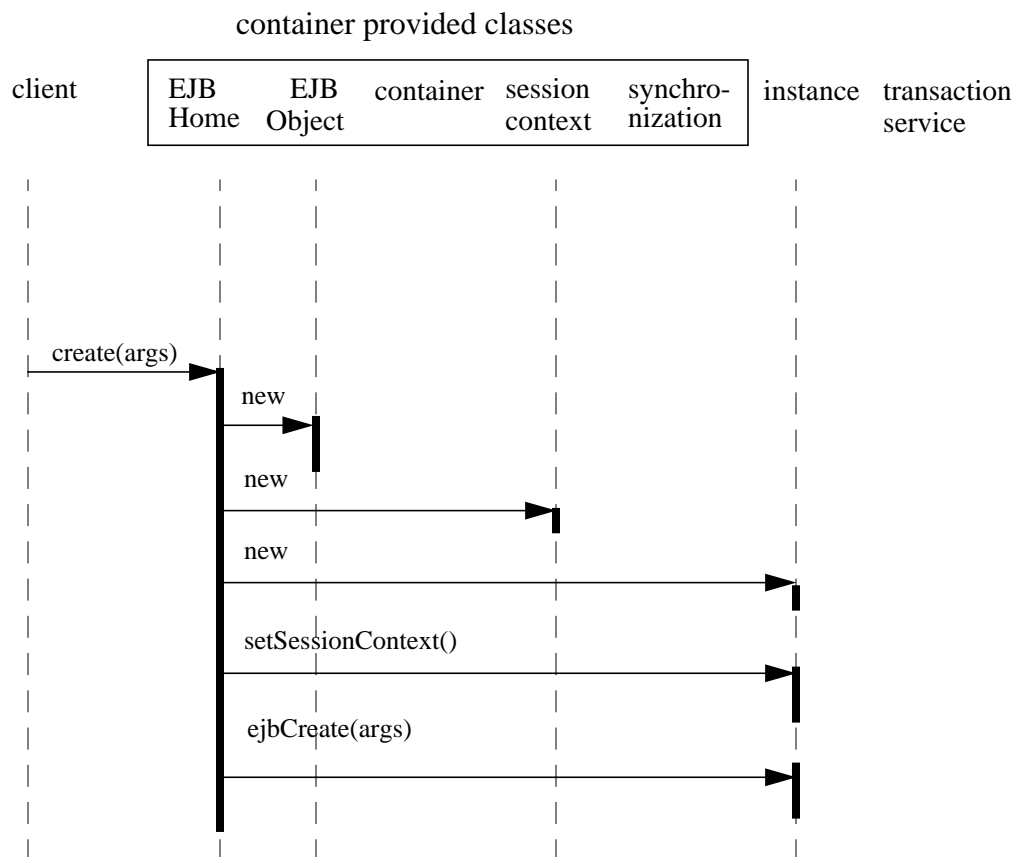 container provided classes
client
EJB
Home
EJB
Object
container
session
context
synchro-
nization
instance
transaction
service
create(args)
new
new
new
setSessionContext()
ejbCreate(args)